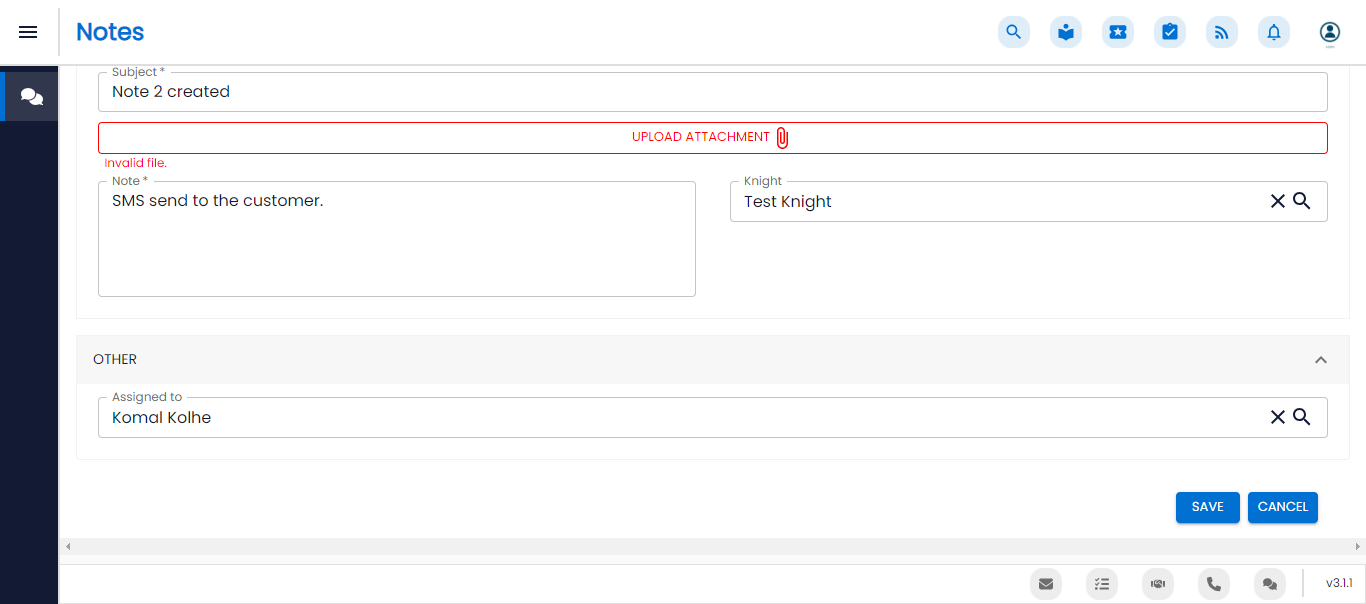 Notes
Subject *
Note 2 created
UPLOAD ATTACHMENT
Invalid file.
Note *
SMS send to the customer.
Knight
Test Knight
OTHER
Assigned to
Komal Kolhe
SAVE
CANCEL
v3.1.1